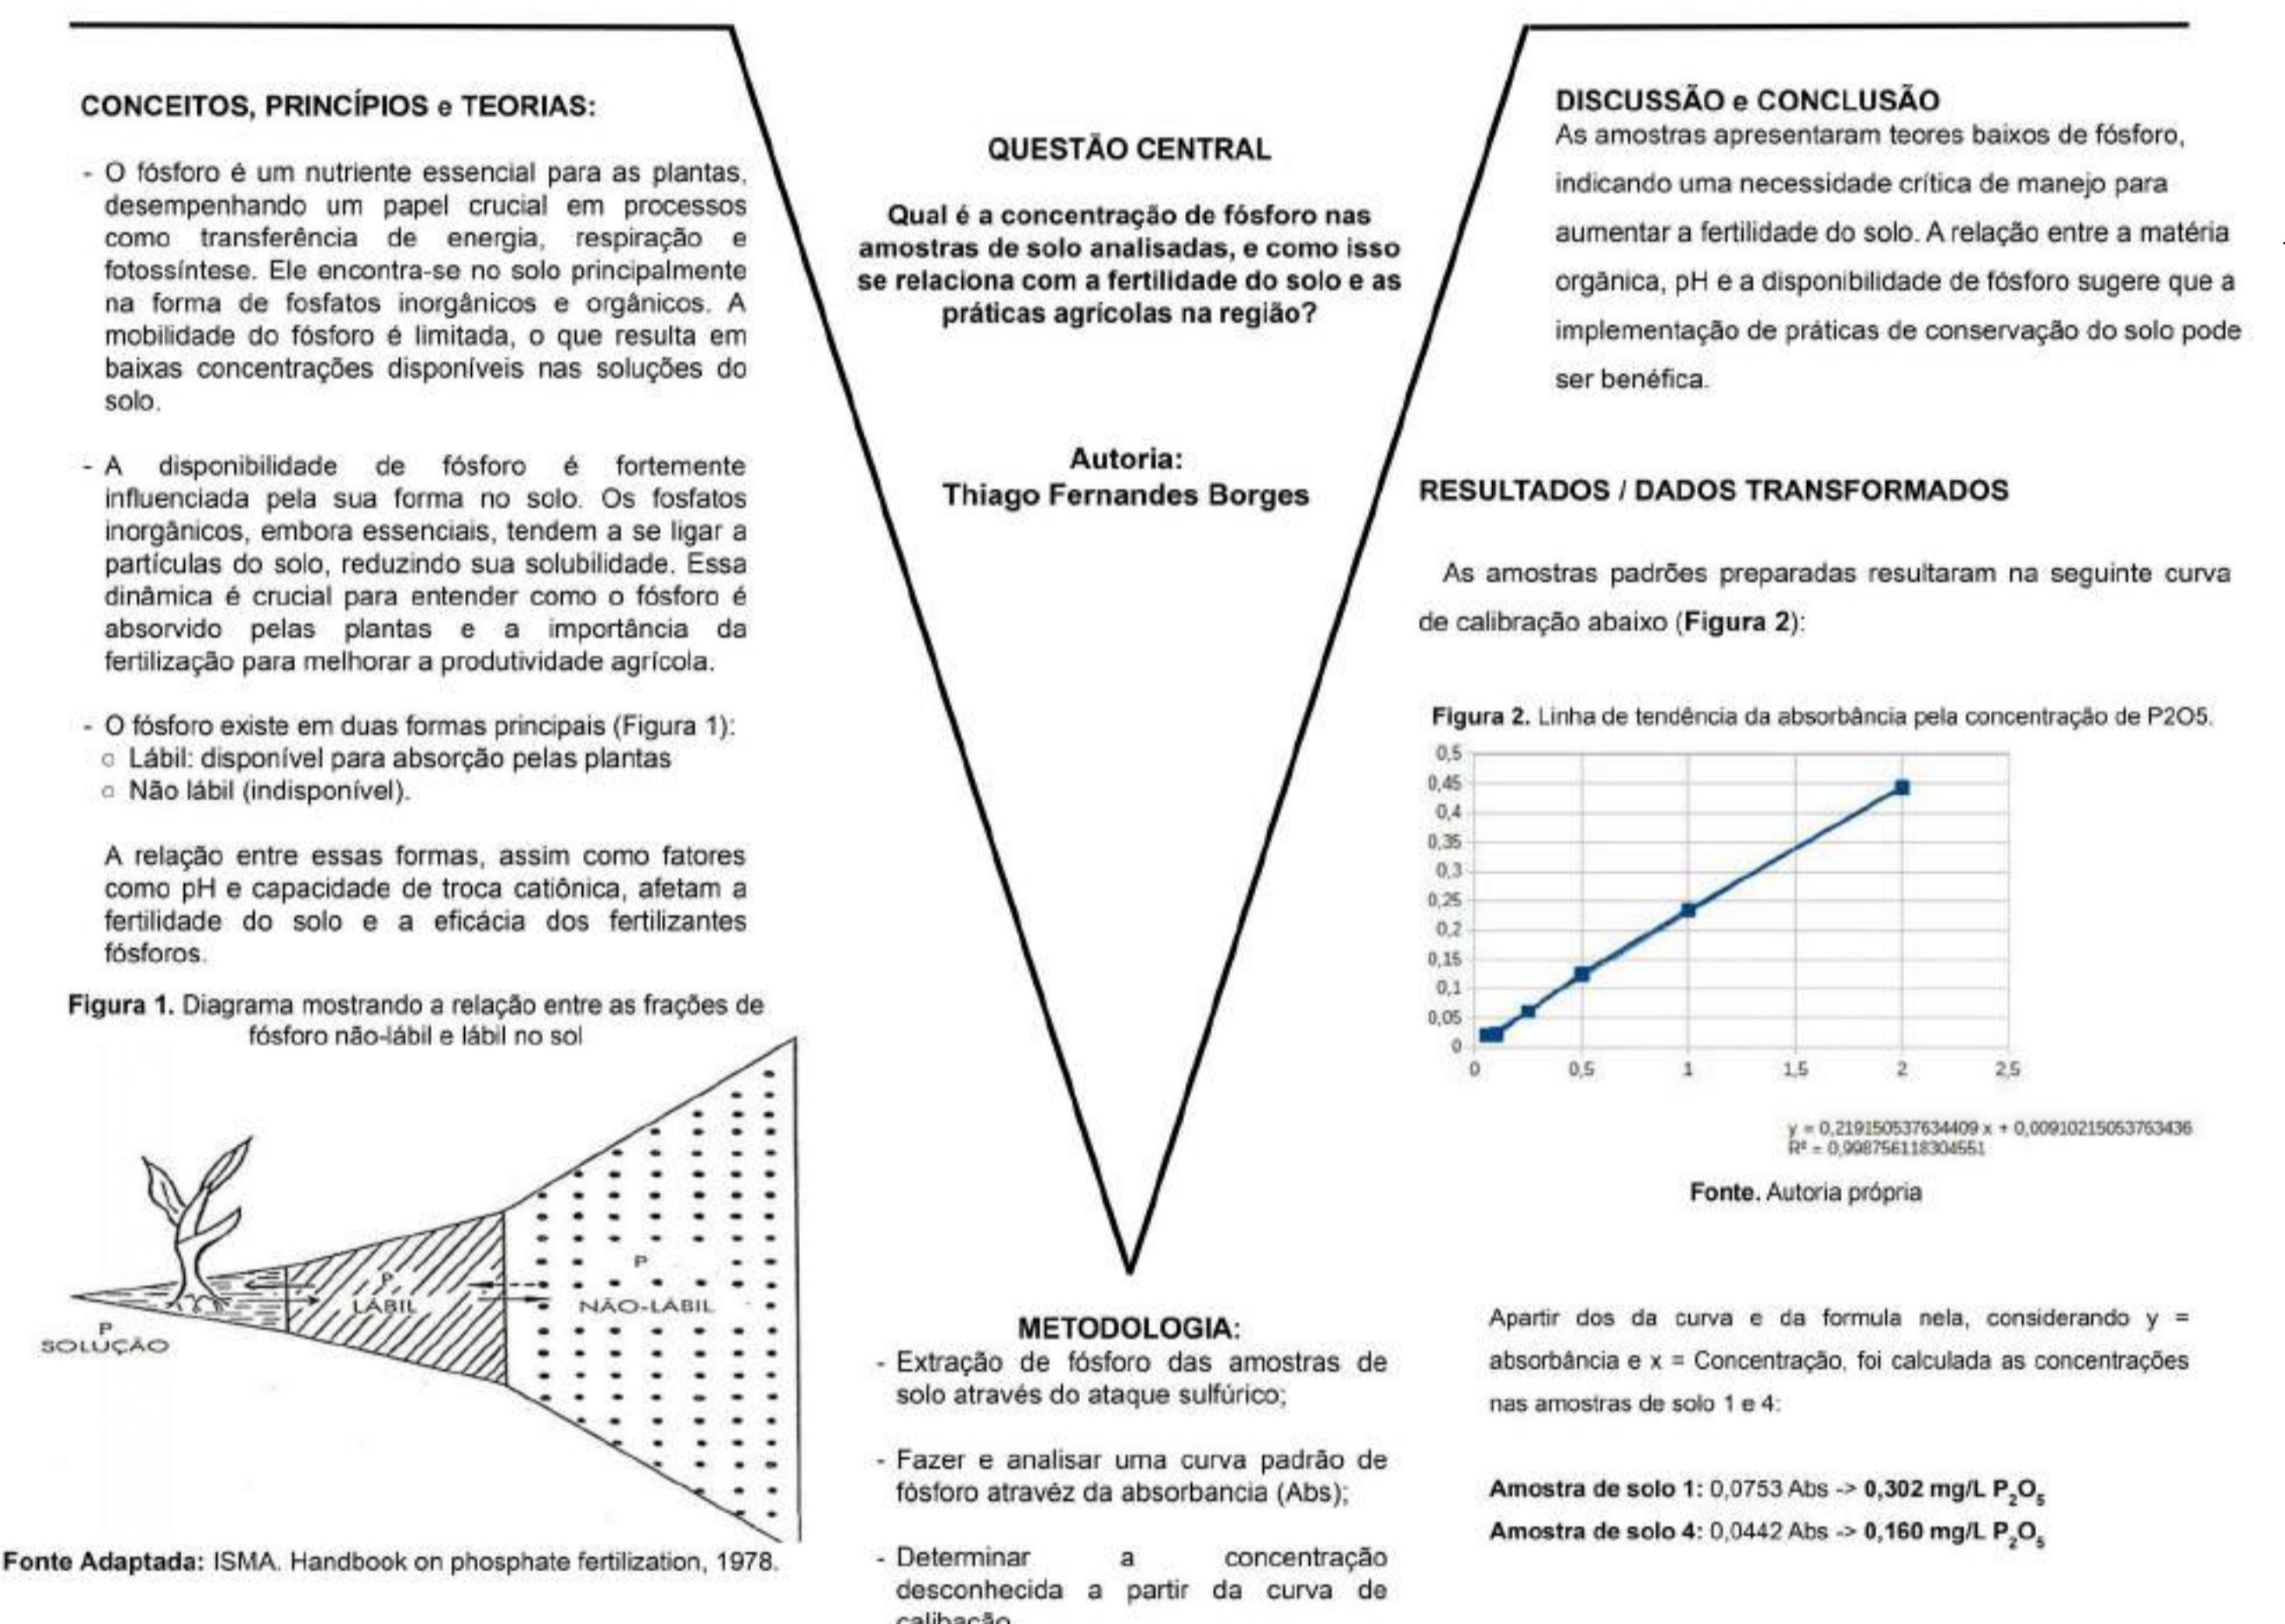 CONCEITOS, PRINCÍPIOS e TEORIAS:
- O fósforo é um nutriente essencial para as plantas,
desempenhando um papel crucial em processos
como transferência de energia, respiração e
fotossíntese. Ele encontra-se no solo principalmente
na forma de fosfatos inorgânicos e orgânicos. A
mobilidade do fósforo é limitada, o que resulta em
baixas concentrações disponíveis nas soluções do
solo.
- A disponibilidade de fósforo é fortemente
influenciada pela sua forma no solo. Os fosfatos
inorgânicos, embora essenciais, tendem a se ligar a
partículas do solo, reduzindo sua solubilidade. Essa
dinâmica é crucial para entender como o fósforo é
absorvido pelas plantas e a importância da
fertilização para melhorar a produtividade agrícola.
- O fósforo existe em duas formas principais (Figura 1):
○ Lábil: disponível para absorção pelas plantas
○ Não lábil (indisponível).
A relação entre essas formas, assim como fatores
como pH e capacidade de troca catiônica, afetam a
fertilidade do solo e a eficácia dos fertilizantes
fósforos.
Figura 1. Diagrama mostrando a relação entre as frações de
fósforo não-lábil e lábil no sol
P
SOLUÇÃO
P
LÁBIL
P
NÃO-LÁBIL
Fonte Adaptada: ISMA. Handbook on phosphate fertilization, 1978.
QUESTÃO CENTRAL
Qual é a concentração de fósforo nas
amostras de solo analisadas, e como isso
se relaciona com a fertilidade do solo e as
práticas agrícolas na região?
Autoria:
Thiago Fernandes Borges
METODOLOGIA:
- Extração de fósforo das amostras de
solo através do ataque sulfúrico;
- Fazer e analisar uma curva padrão de
fósforo atravéz da absorbancia (Abs);
- Determinar a concentração
desconhecida a partir da curva de
calibação
DISCUSSÃO e CONCLUSÃO
As amostras apresentaram teores baixos de fósforo,
indicando uma necessidade crítica de manejo para
aumentar a fertilidade do solo. A relação entre a matéria
orgânica, pH e a disponibilidade de fósforo sugere que a
implementação de práticas de conservação do solo pode
ser benéfica.
RESULTADOS / DADOS TRANSFORMADOS
As amostras padrões preparadas resultaram na seguinte curva
de calibração abaixo (Figura 2):
Figura 2. Linha de tendência da absorbância pela concentração de P2O5.
0,5
0,45
0,4
0,35
0,3
0,25
0,2
0,15
0,1
0,05
0
0 0,5 1 1,5 2 2,5
y = 0,219150537634409 x + 0,00910215053763436
R² = 0,998756118304551
Fonte. Autoria própria
Apartir dos da curva e da formula nela, considerando y =
absorbância e x = Concentração, foi calculada as concentrações
nas amostras de solo 1 e 4:
Amostra de solo 1: 0,0753 Abs -> 0,302 mg/L P₂O₅
Amostra de solo 4: 0,0442 Abs -> 0,160 mg/L P₂O₅